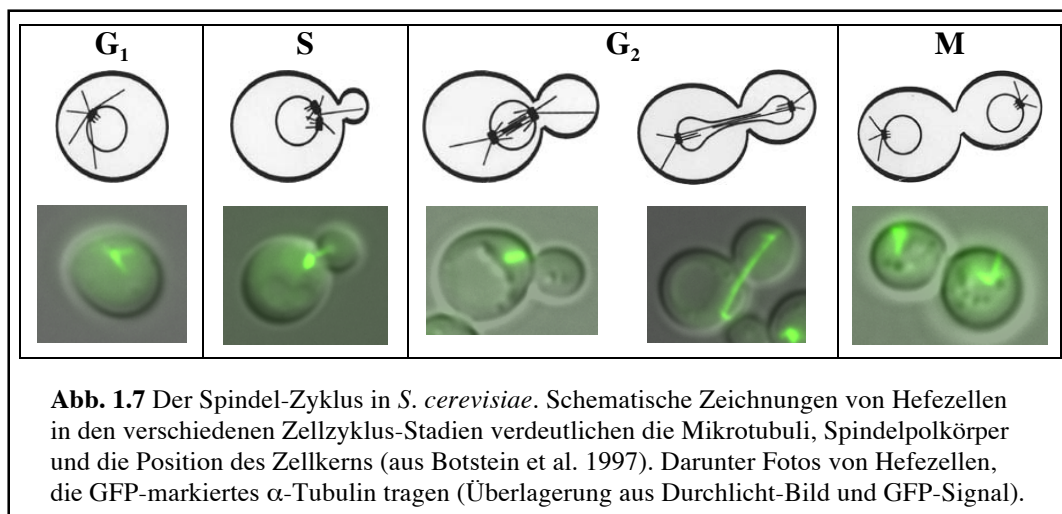 G₁ S G₂ M
Abb. 1.7 Der Spindel-Zyklus in S. cerevisiae. Schematische Zeichnungen von Hefezellen
in den verschiedenen Zellzyklus-Stadien verdeutlichen die Mikrotubuli, Spindelpolkörper
und die Position des Zellkerns (aus Botstein et al. 1997). Darunter Fotos von Hefezellen,
die GFP-markiertes α-Tubulin tragen (Überlagerung aus Durchlicht-Bild und GFP-Signal).